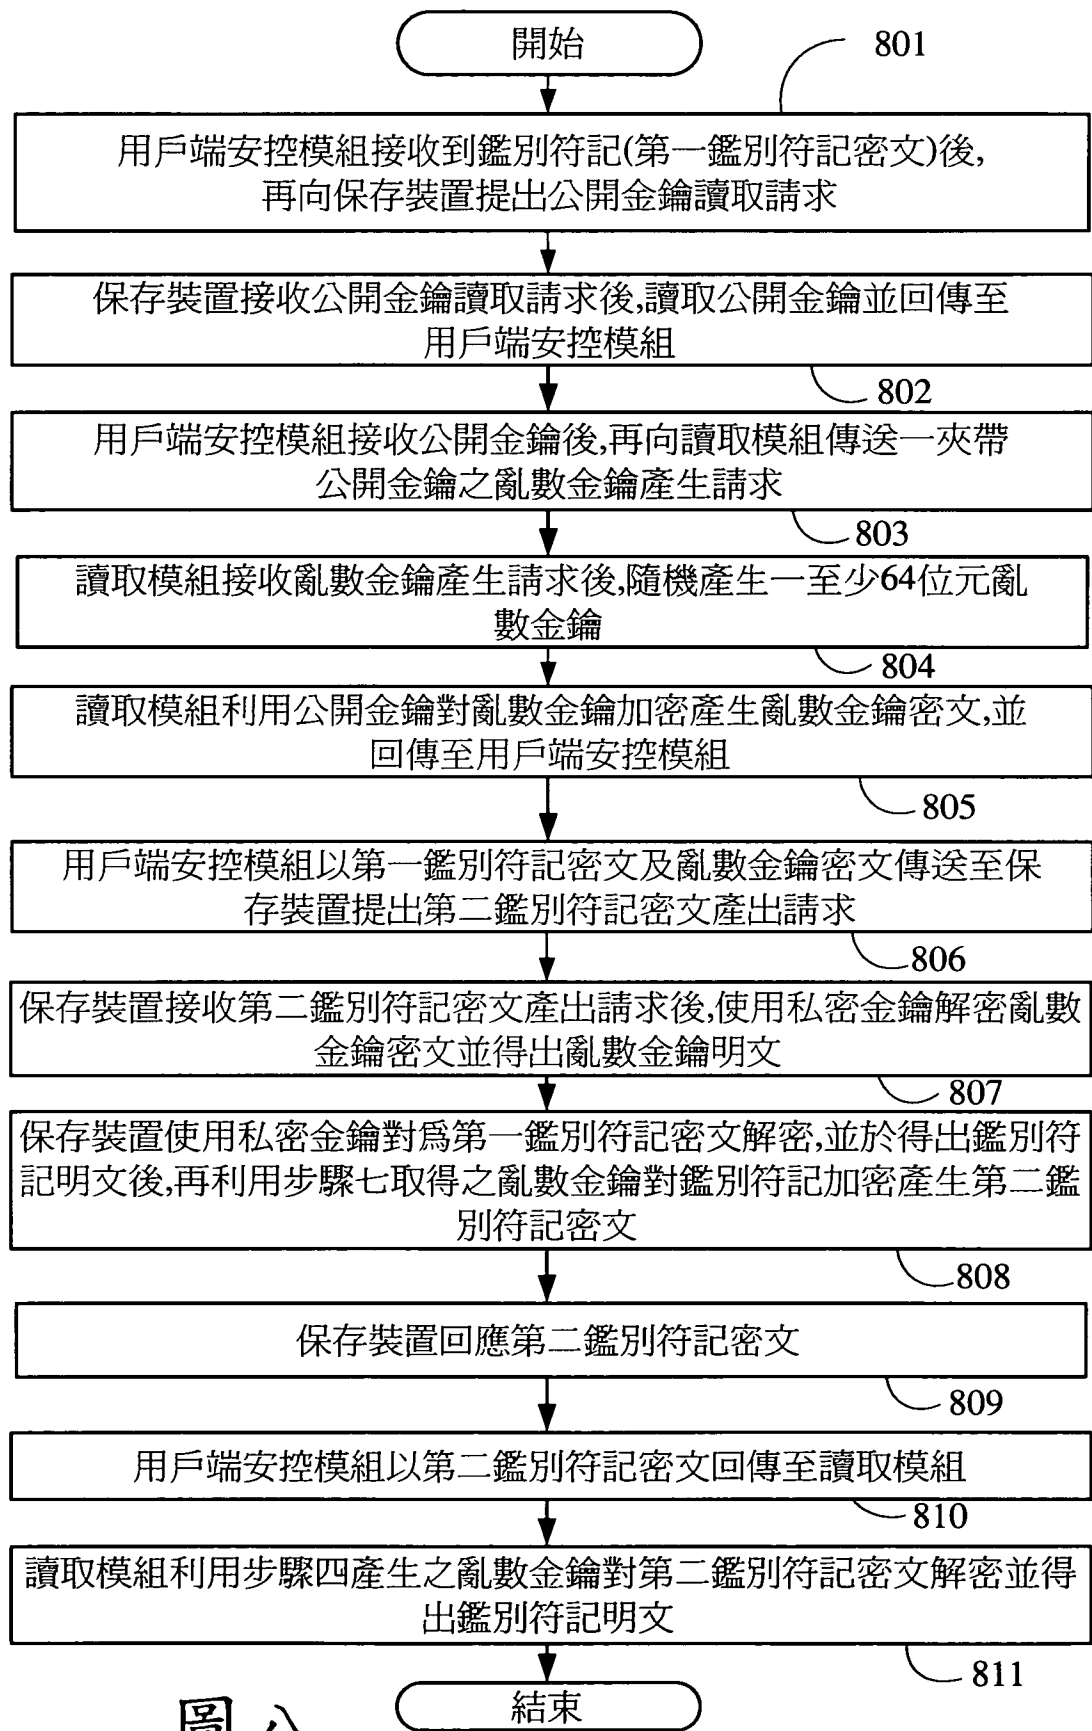 開始
801
用戶端安控模組接收到鑑別符記(第一鑑別符記密文)後,
再向保存裝置提出公開金鑰讀取請求
保存裝置接收公開金鑰讀取請求後,讀取公開金鑰並回傳至
用戶端安控模組
802
用戶端安控模組接收公開金鑰後,再向讀取模組傳送一夾帶
公開金鑰之亂數金鑰產生請求
803
讀取模組接收亂數金鑰產生請求後,隨機產生一至少64位元亂
數金鑰
804
讀取模組利用公開金鑰對亂數金鑰加密產生亂數金鑰密文,並
回傳至用戶端安控模組
805
用戶端安控模組以第一鑑別符記密文及亂數金鑰密文傳送至保
存裝置提出第二鑑別符記密文產出請求
806
保存裝置接收第二鑑別符記密文產出請求後,使用私密金鑰解密亂數
金鑰密文並得出亂數金鑰明文
807
保存裝置使用私密金鑰對爲第一鑑別符記密文解密,並於得出鑑別符
記明文後,再利用步驟七取得之亂數金鑰對鑑別符記加密產生第二鑑
別符記密文
808
保存裝置回應第二鑑別符記密文
809
用戶端安控模組以第二鑑別符記密文回傳至讀取模組
810
讀取模組利用步驟四產生之亂數金鑰對第二鑑別符記密文解密並得
出鑑別符記明文
811
結束
圖八